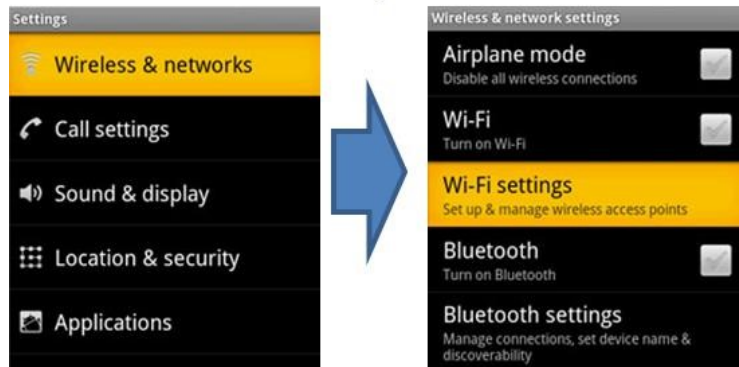 Settings
Wireless & networks
Call settings
Sound & display
Location & security
Applications
Wireless & network settings
Airplane mode
Disable all wireless connections
Wi-Fi
Turn on Wi-Fi
Wi-Fi settings
Set up & manage wireless access points
Bluetooth
Turn on Bluetooth
Bluetooth settings
Manage connections, set device name &
discoverability